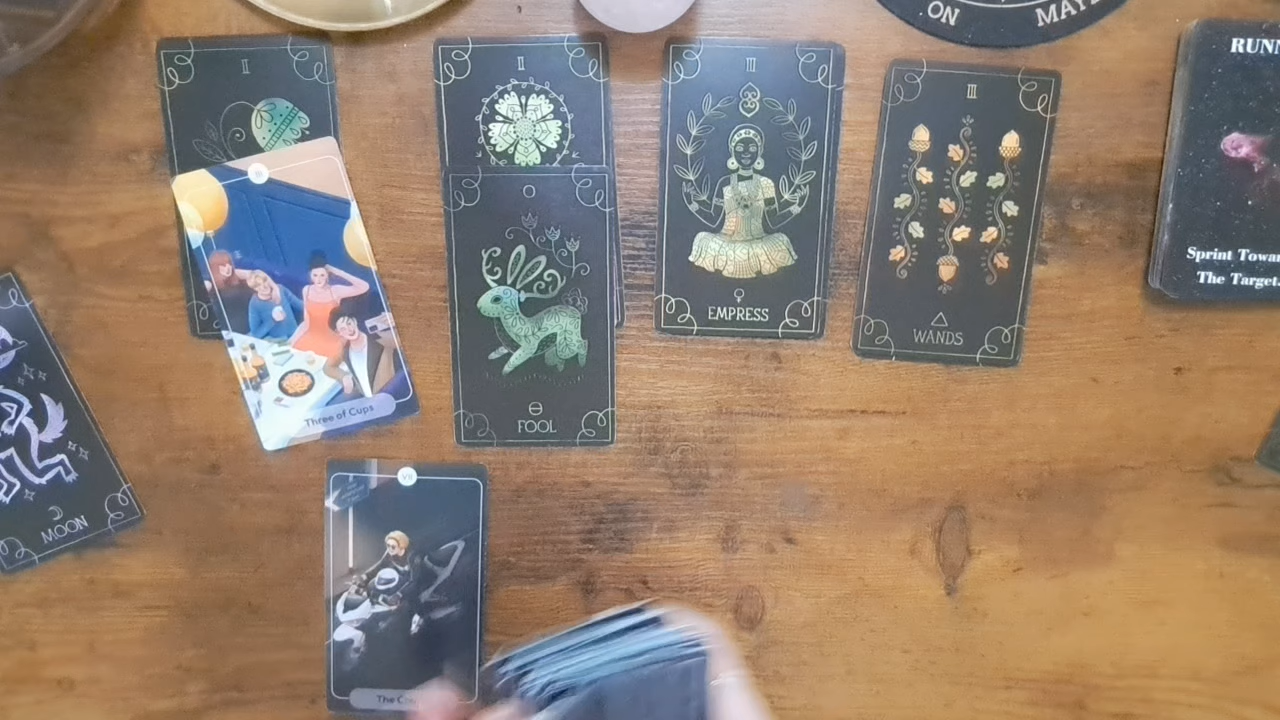 ON
MAY
RUNN
II
II
III
III
EMPRESS
WANDS
Sprint Towar
The Target.
O
FOOL
Three of Cups
MOON
VII
The C